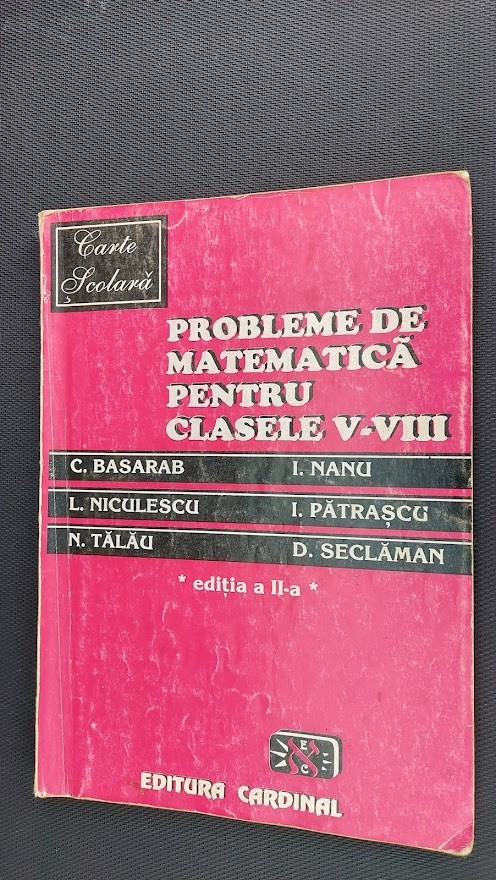 Carte
Școlară
PROBLEME DE
MATEMATICĂ
PENTRU
CLASELE V-VIII
C. BASARAB I. NANU
L. NICULESCU I. PĂTRAȘCU
N. TĂLĂU D. SECLĂMAN
* ediția a II-a *
E
C
EDITURA CARDINAL